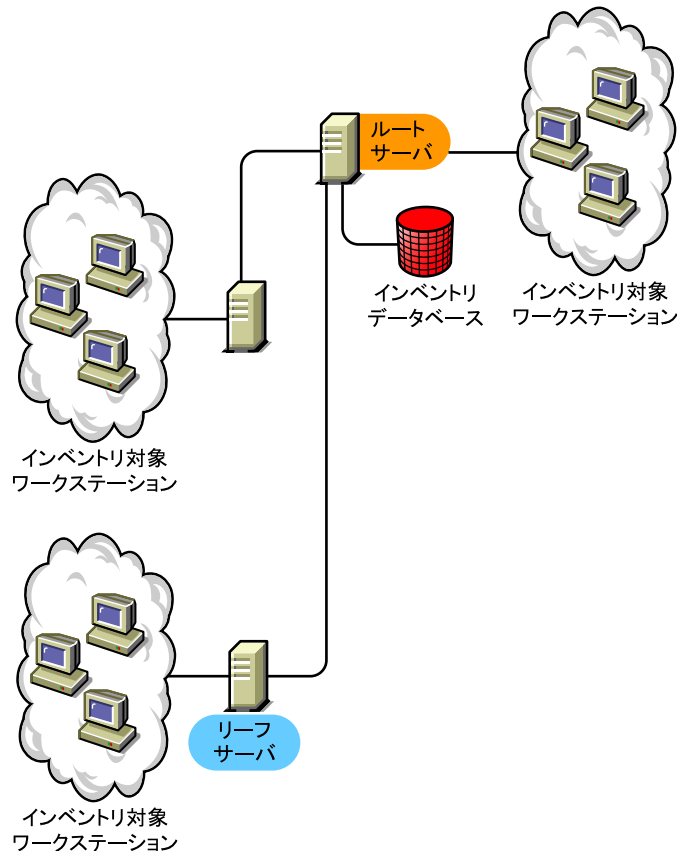 ルート
サーバ
インベントリ
データベース
インベントリ対象
ワークステーション
インベントリ対象
ワークステーション
リーフ
サーバ
インベントリ対象
ワークステーション